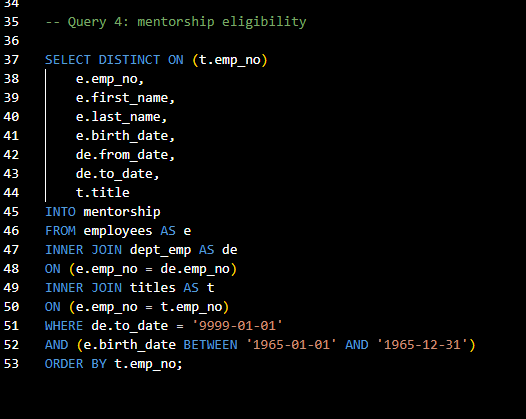 34
35 -- Query 4: mentorship eligibility
36
37 SELECT DISTINCT ON (t.emp_no)
38 e.emp_no,
39 e.first_name,
40 e.last_name,
41 e.birth_date,
42 de.from_date,
43 de.to_date,
44 t.title
45 INTO mentorship
46 FROM employees AS e
47 INNER JOIN dept_emp AS de
48 ON (e.emp_no = de.emp_no)
49 INNER JOIN titles AS t
50 ON (e.emp_no = t.emp_no)
51 WHERE de.to_date = '9999-01-01'
52 AND (e.birth_date BETWEEN '1965-01-01' AND '1965-12-31')
53 ORDER BY t.emp_no;